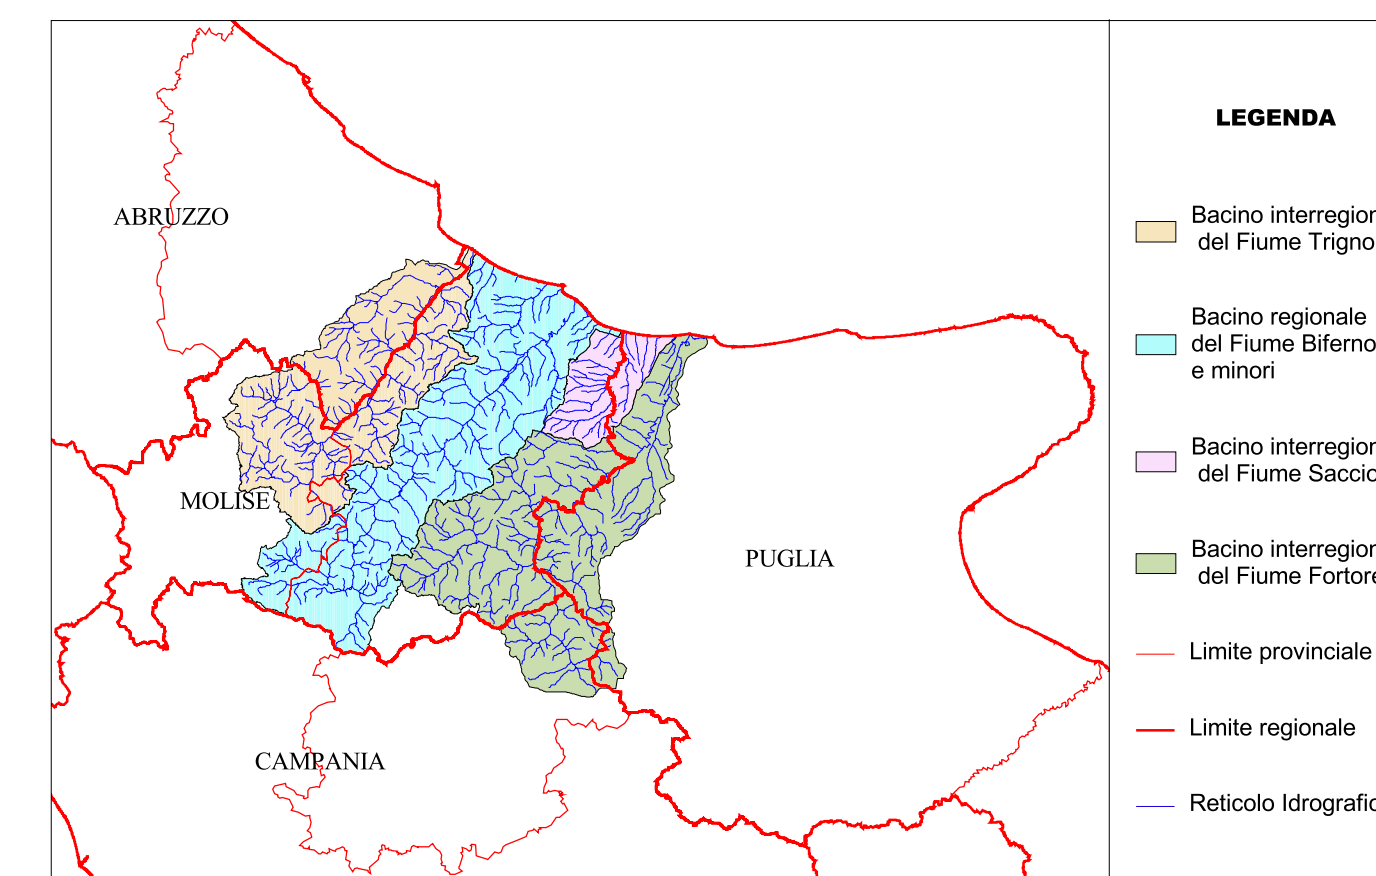 ABRUZZO
MOLISE
PUGLIA
CAMPANIA
LEGENDA
Bacino interregion
del Fiume Trigno
Bacino regionale
del Fiume Biferno
e minori
Bacino interregion
del Fiume Saccio
Bacino interregion
del Fiume Fortore
Limite provinciale
Limite regionale
Reticolo Idrografic